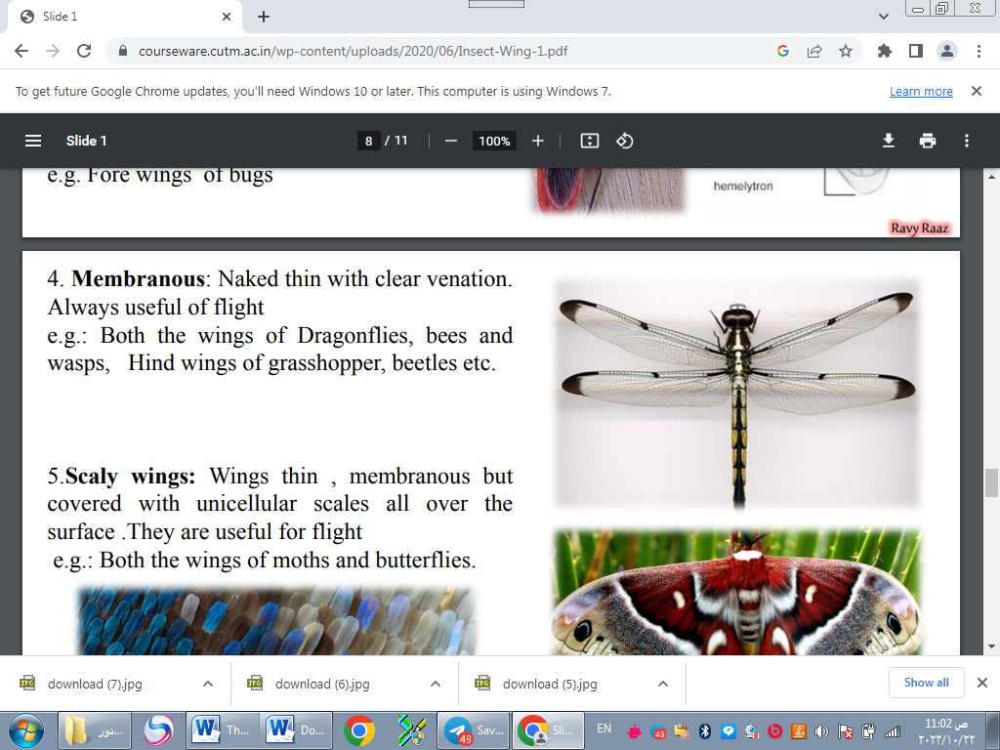 Slide 1
courseware.cutm.ac.in/wp-content/uploads/2020/06/Insect-Wing-1.pdf
To get future Google Chrome updates, you'll need Windows 10 or later. This computer is using Windows 7.
Learn more
Slide 1
8 / 11
100%
e.g. Fore wings of bugs
hemelytron
Ravy Raaz
4. Membranous: Naked thin with clear venation.
Always useful of flight
e.g.: Both the wings of Dragonflies, bees and
wasps, Hind wings of grasshopper, beetles etc.
5.Scaly wings: Wings thin , membranous but
covered with unicellular scales all over the
surface .They are useful for flight
e.g.: Both the wings of moths and butterflies.
download (7).jpg
download (6).jpg
download (5).jpg
Show all
...دور
Th...
Do...
49
Sav...
Sli...
EN
49
11:02 ص
٢٠٢٣/١٠/٢٢